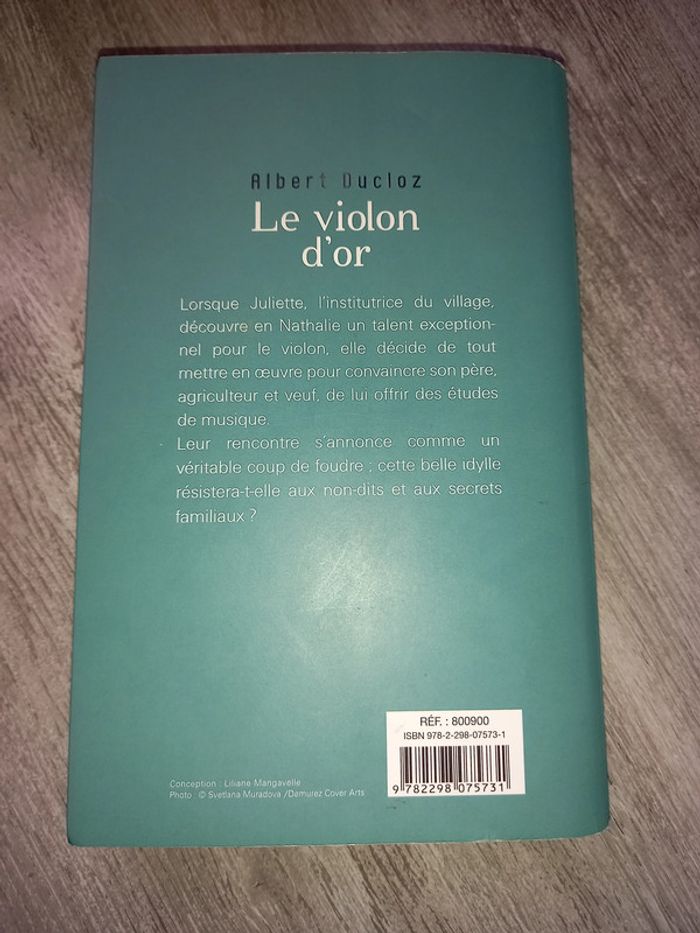 Albert Ducloz
Le violon
d'or
Lorsque Juliette, l'institutrice du village,
découvre en Nathalie un talent exception-
nel pour le violon, elle décide de tout
mettre en œuvre pour convaincre son père,
agriculteur et veuf, de lui offrir des études
de musique.
Leur rencontre s'annonce comme un
véritable coup de foudre ; cette belle idylle
résistera-t-elle aux non-dits et aux secrets
familiaux ?
RÉF. : 800900
ISBN 978-2-298-07573-1
9 782298 075731
Conception : Liliane Mangavelle
Photo : © Svetlana Muradova /Demurez Cover Arts